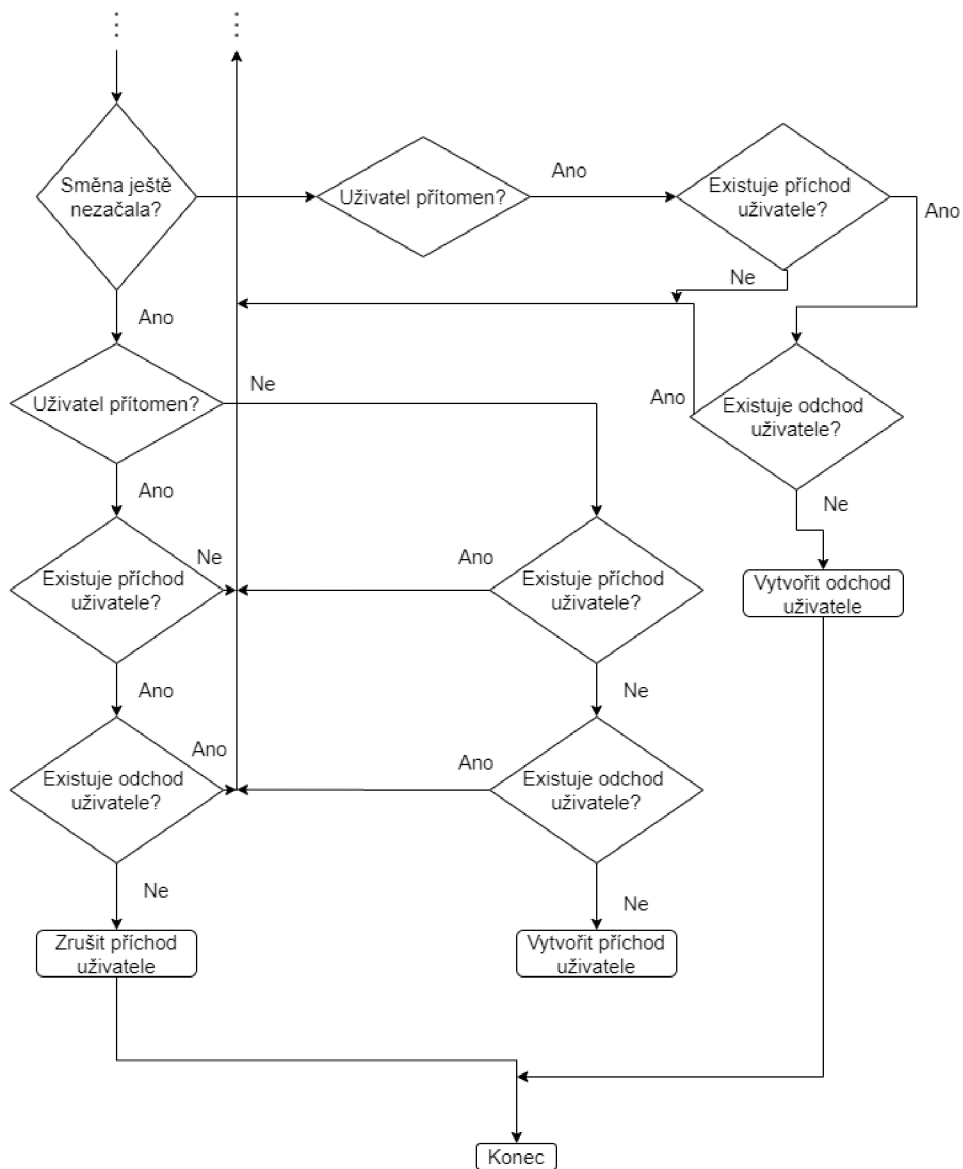 Směna ještě
nezačala?
Uživatel přítomen?
Ano
Existuje příchod
uživatele?
Ano
Ne
Ano
Uživatel přítomen?
Ne
Ano
Existuje odchod
uživatele?
Ano
Ne
Existuje příchod
uživatele?
Ne
Ano
Existuje příchod
uživatele?
Vytvořit odchod
uživatele
Ano
Ne
Existuje odchod
uživatele?
Ano
Ano
Existuje odchod
uživatele?
Ne
Ne
Zrušit příchod
uživatele
Vytvořit příchod
uživatele
Konec